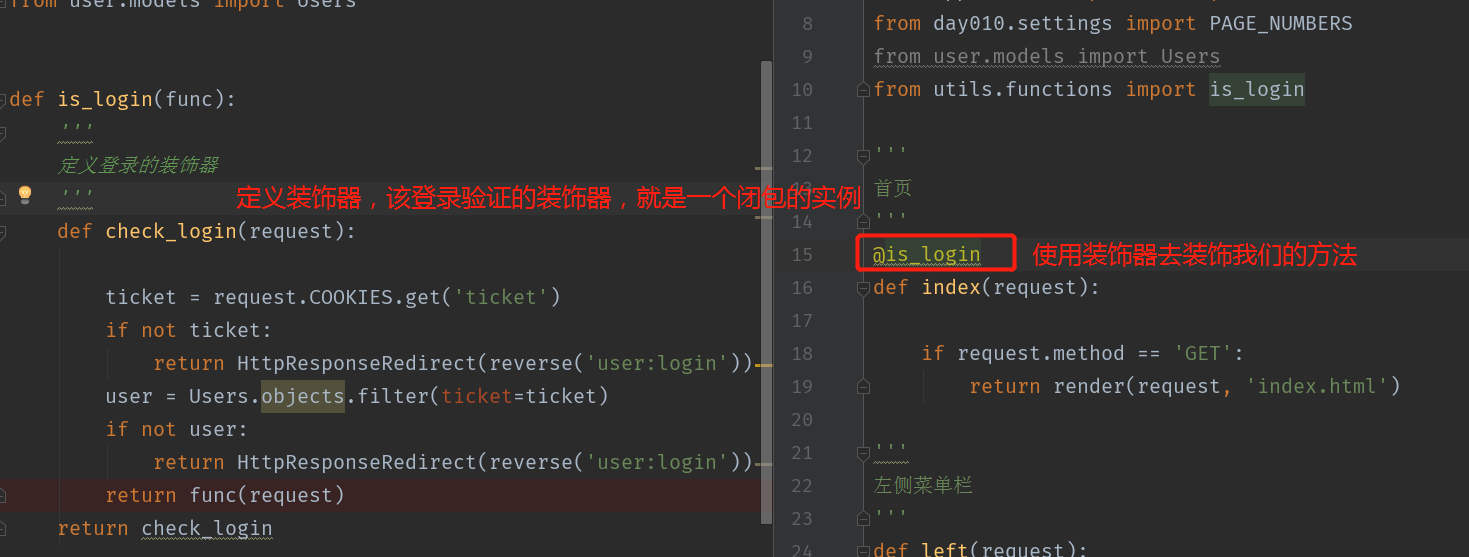 from user.models import Users
def is_login(func):
'''
定义登录的装饰器
'''
定义装饰器，该登录验证的装饰器，就是一个闭包的实例
def check_login(request):
ticket = request.COOKIES.get('ticket')
if not ticket:
return HttpResponseRedirect(reverse('user:login'))
user = Users.objects.filter(ticket=ticket)
if not user:
return HttpResponseRedirect(reverse('user:login'))
return func(request)
return check_login
8 from day010.settings import PAGE_NUMBERS
9 from user.models import Users
10 from utils.functions import is_login
11
12 '''
首页
14 '''
15 @is_login 使用装饰器去装饰我们的方法
16 def index(request):
17
18 if request.method == 'GET':
19 return render(request, 'index.html')
20
21 '''
22 左侧菜单栏
23 '''
24 def left(request):